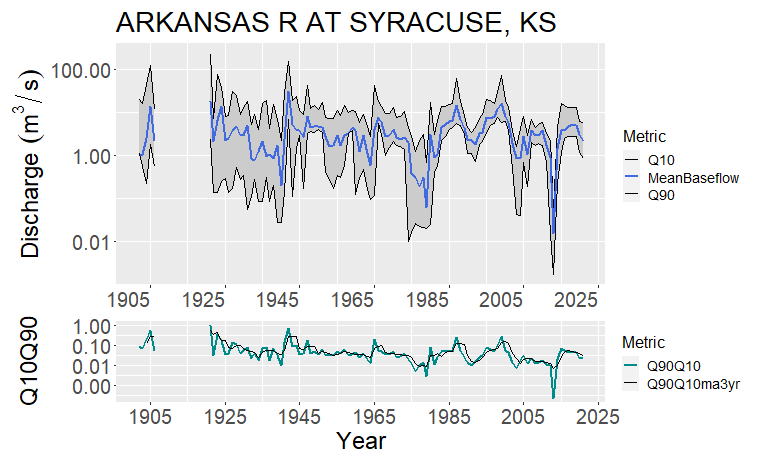 ARKANSAS R AT SYRACUSE, KS
Discharge (m³/s)
100.00
1.00
0.01
1905 1925 1945 1965 1985 2005 2025
Metric
Q10
MeanBaseflow
Q90
Q10Q90
1.00
0.10
0.10
0.00
1905 1925 1945 1965 1985 2005 2025
Year
Metric
Q90Q10
Q90Q10ma3yr